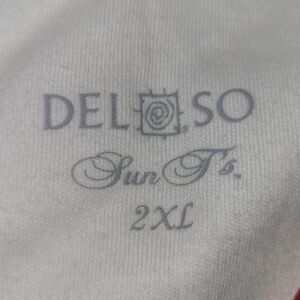 DEL SO
Sun T's.
2XL